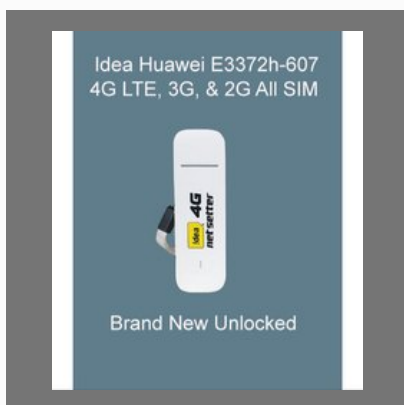 Idea Huawei E3372h-607
4G LTE, 3G, & 2G All SIM
Idea
4G
net setter
Brand New Unlocked